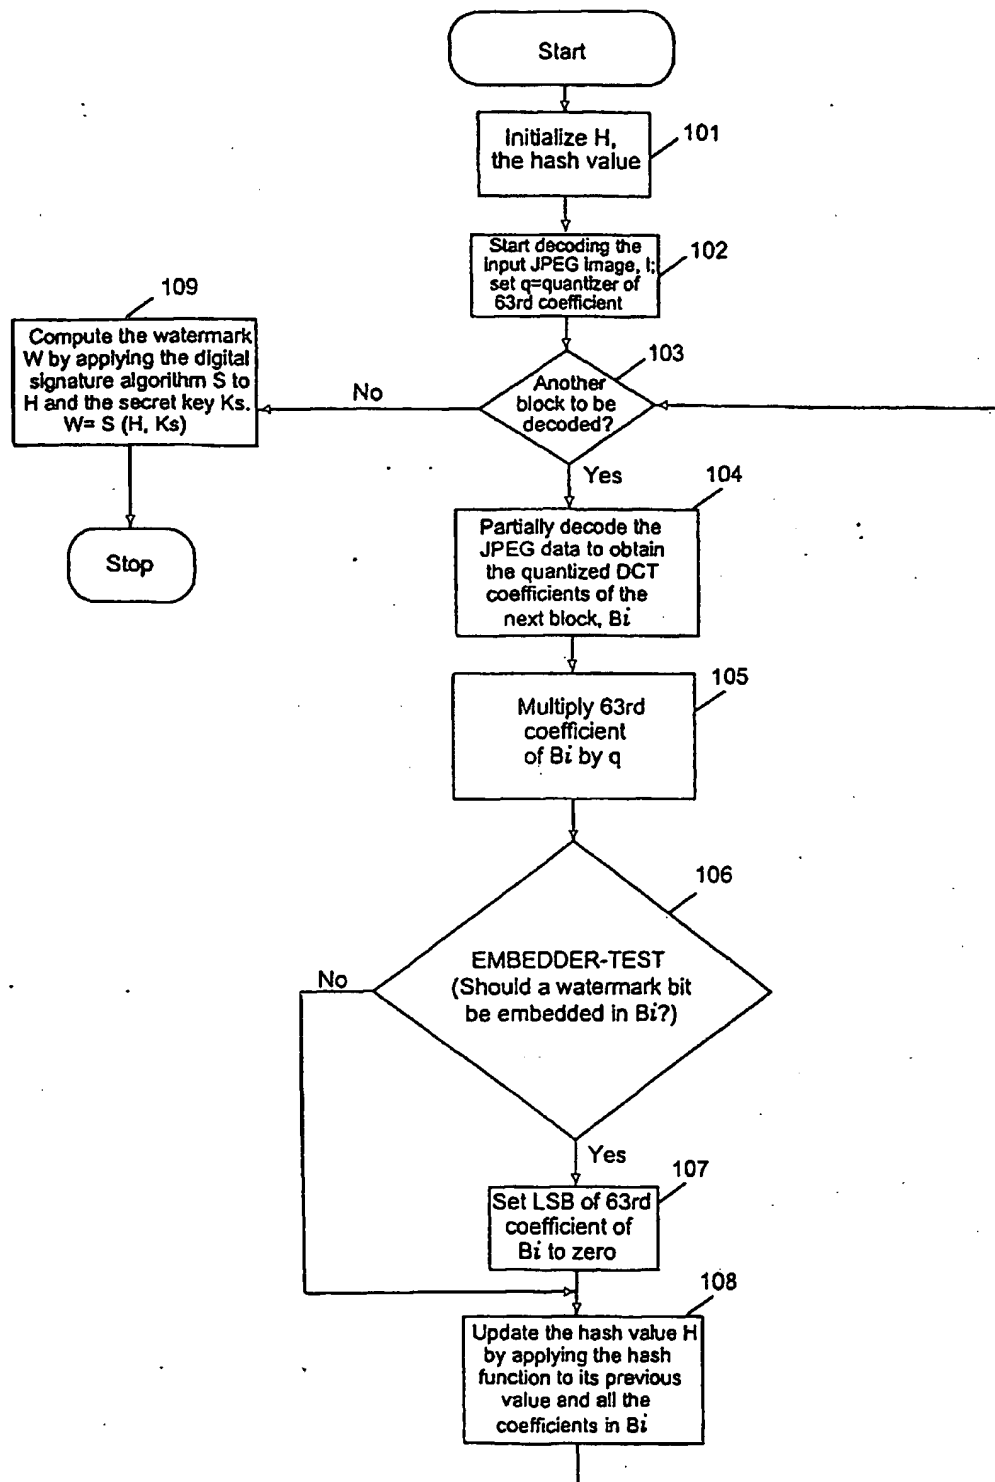 Start
Initialize H,
the hash value
101
Start decoding the
input JPEG image, I;
set q=quantizer of
63rd coefficient
102
109
Compute the watermark
W by applying the digital
signature algorithm S to
H and the secret key Ks.
W= S (H, Ks)
No
103
Another
block to be
decoded?
Yes
Stop
104
Partially decode the
JPEG data to obtain
the quantized DCT
coefficients of the
next block, Bi
105
Multiply 63rd
coefficient
of Bi by q
106
No
EMBEDDER-TEST
(Should a watermark bit
be embedded in Bi?)
Yes
107
Set LSB of 63rd
coefficient of
Bi to zero
108
Update the hash value H
by applying the hash
function to its previous
value and all the
coefficients in Bi